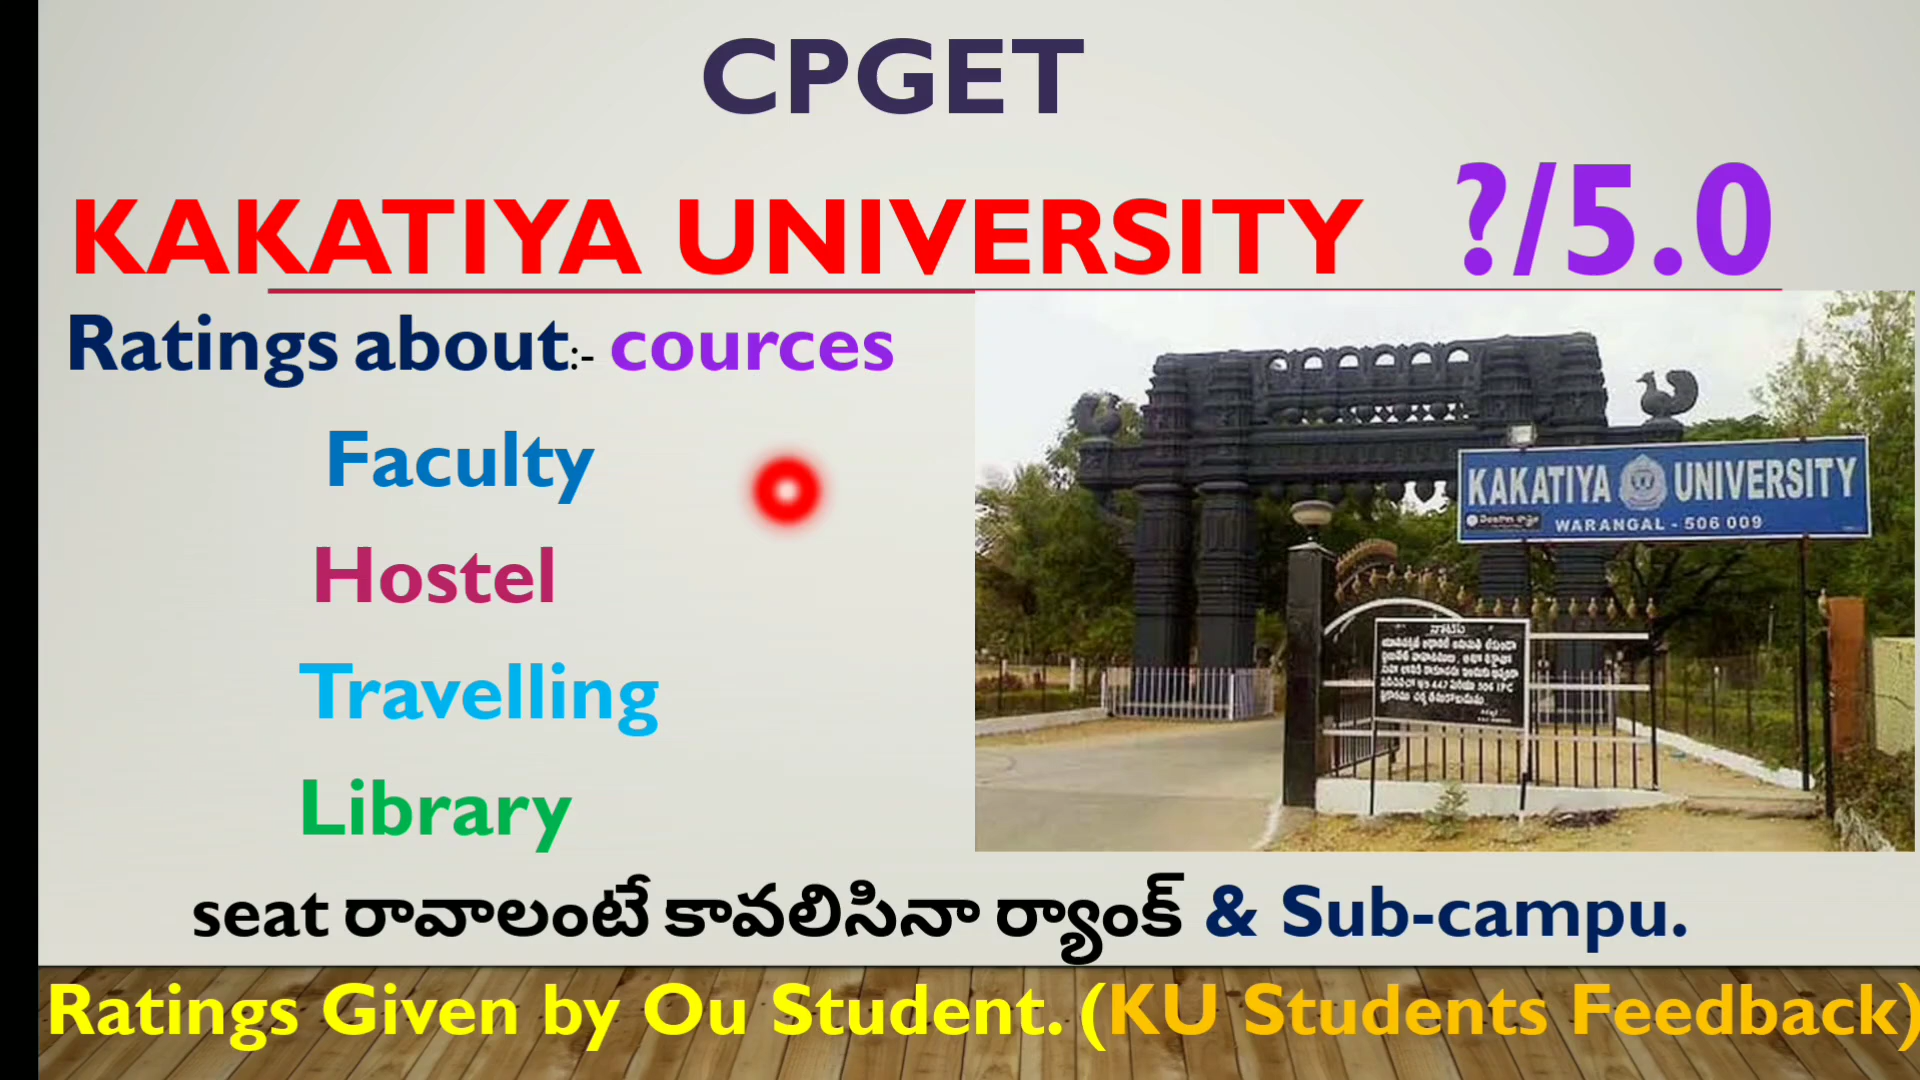 CPGET
KAKATIYA UNIVERSITY ?/5.0
Ratings about:- cources
Faculty
Hostel
Travelling
Library
KAKATIYA UNIVERSITY
WARANGAL - 506 009
నోటీసు
seat రావాలంటే కావలిసినా ర్యాంక్ & Sub-campu.
Ratings Given by Ou Student. (KU Students Feedback)